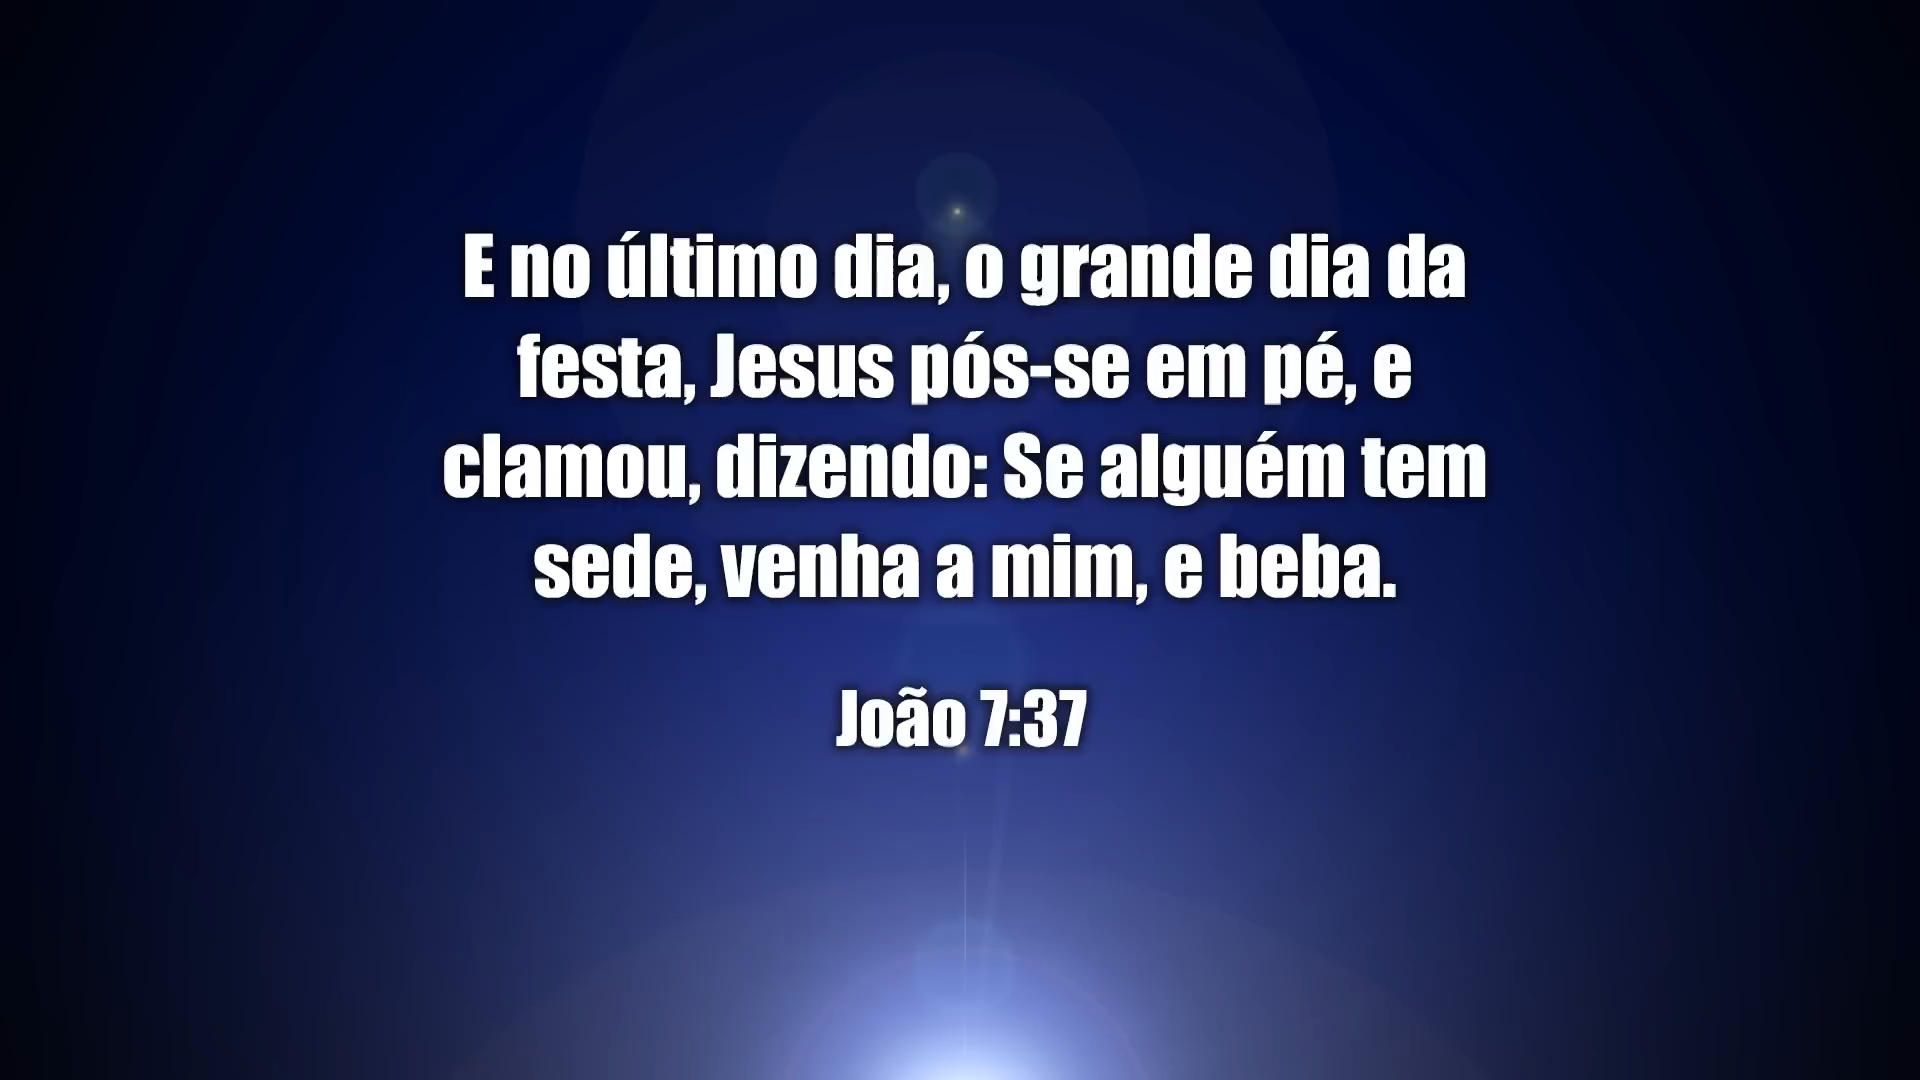 E no último dia, o grande dia da
festa, Jesus pós-se em pé, e
clamou, dizendo: Se alguém tem
sede, venha a mim, e beba.
João 7:37